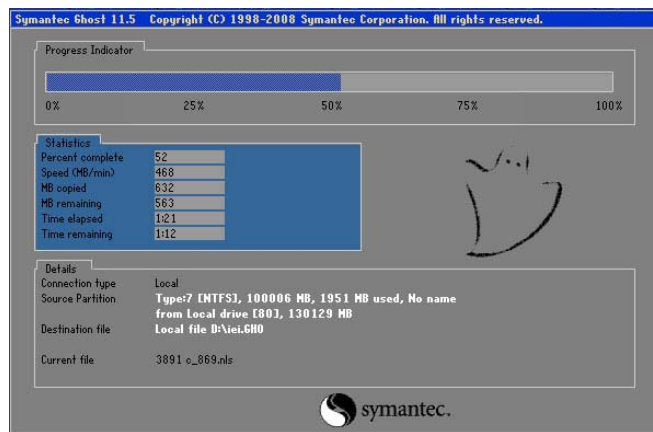 Symantec Ghost 11.5 Copyright (C) 1998-2008 Symantec Corporation. All rights reserved.
Progress Indicator
0% 25% 50% 75% 100%
Statistics
Percent complete 52
Speed (MB/min) 468
MB copied 632
MB remaining 563
Time elapsed 1:21
Time remaining 1:12
Details
Connection type Local
Source Partition Type:7 [NTFS], 100006 MB, 1951 MB used, No name
from Local drive [80], 130129 MB
Destination file Local file D:\iei.GHO
Current file 3891 c_869.nls
symantec.